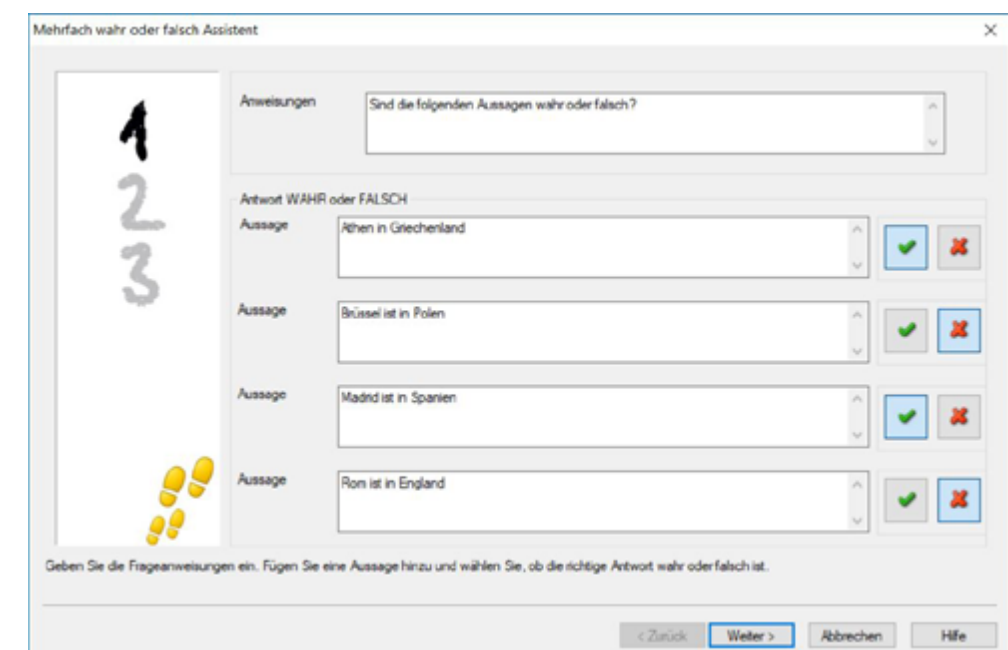 Mehrfach wahr oder falsch Assistent
1
2
3
Anweisungen
Sind die folgenden Aussagen wahr oder falsch?
Antwort WAHR oder FALSCH
Aussage
Athen in Griechenland
Aussage
Brüssel ist in Polen
Aussage
Madrid ist in Spanien
Aussage
Rom ist in England
Geben Sie die Frageanweisungen ein. Fügen Sie eine Aussage hinzu und wählen Sie, ob die richtige Antwort wahr oder falsch ist.
< Zurück Weiter > Abbrechen Hilfe